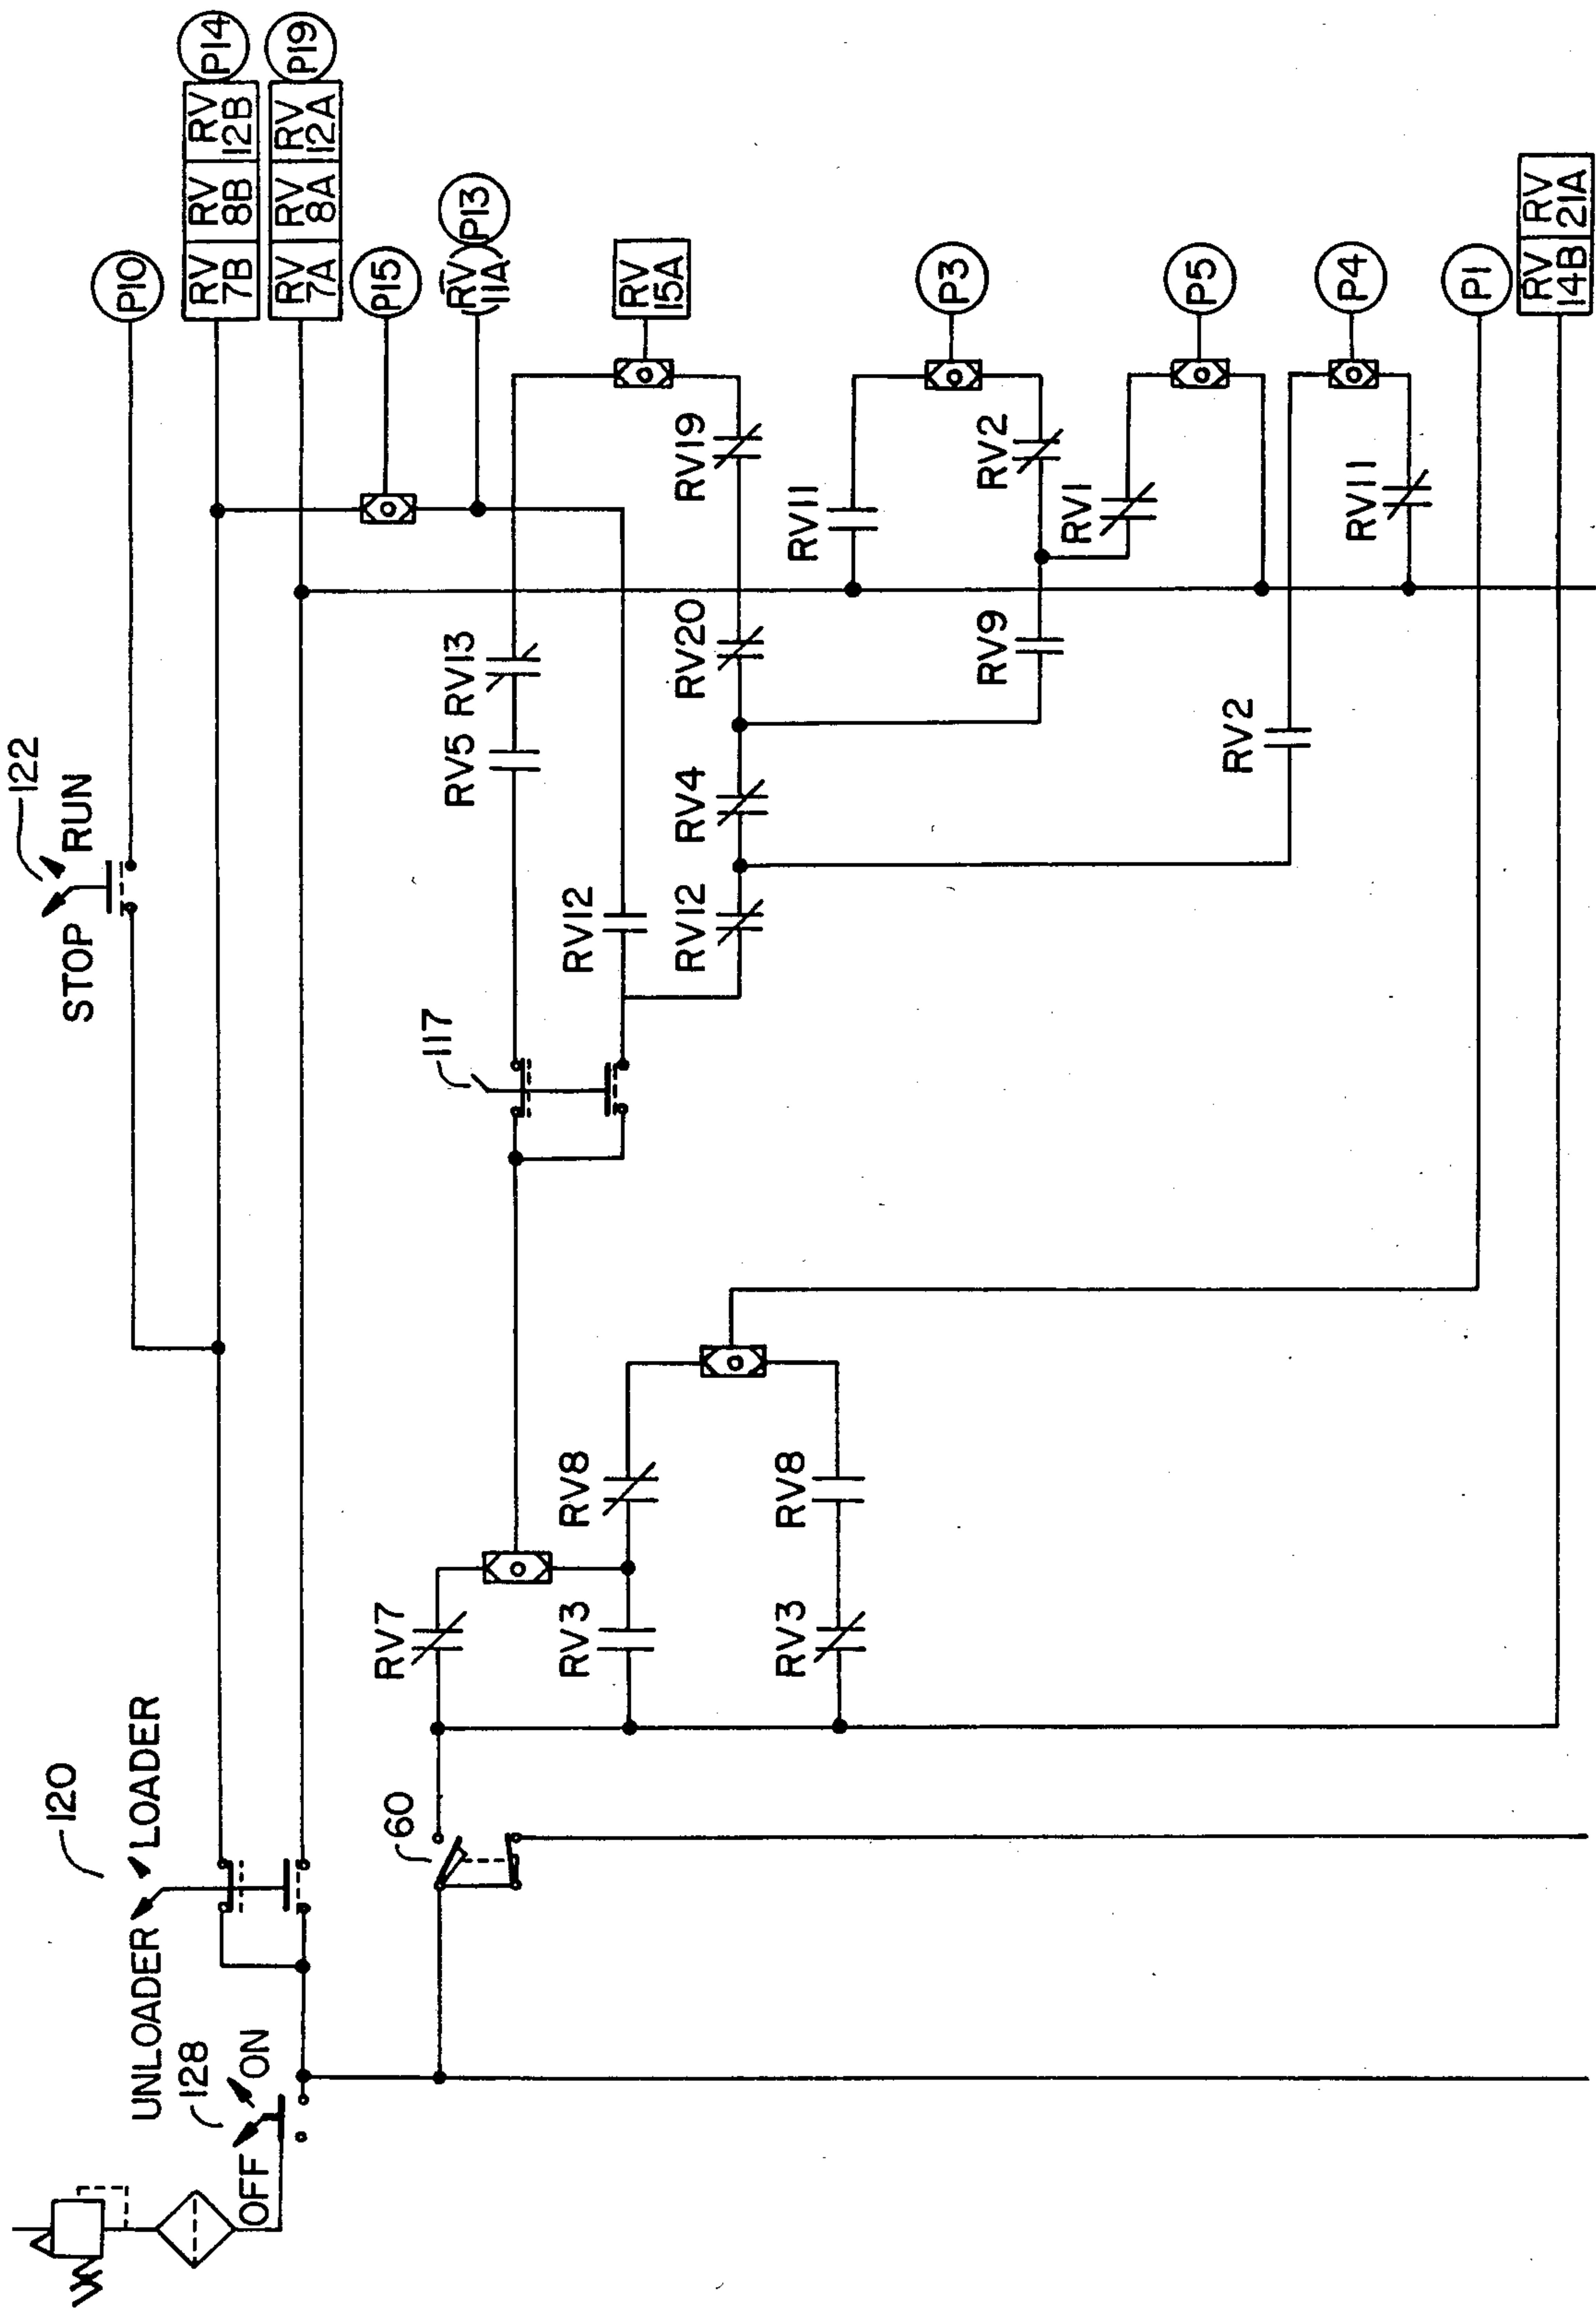 122
STOP RUN
P10
RV 7B RV 8B RV 12B P14
RV 7A RV 8A RV 12A P19
P15
RV 11A P13
120
UNLOADER LOADER
128
OFF ON
117
RV5 RV13
RV 15A
RV12
RV12 RV4 RV20 RV19
60
RV7
RV3 RV8
RV3 RV8
RV11
P3
RV9 RV2
RV1
P5
RV2
P4
RV11
P1
RV 14B RV 21A